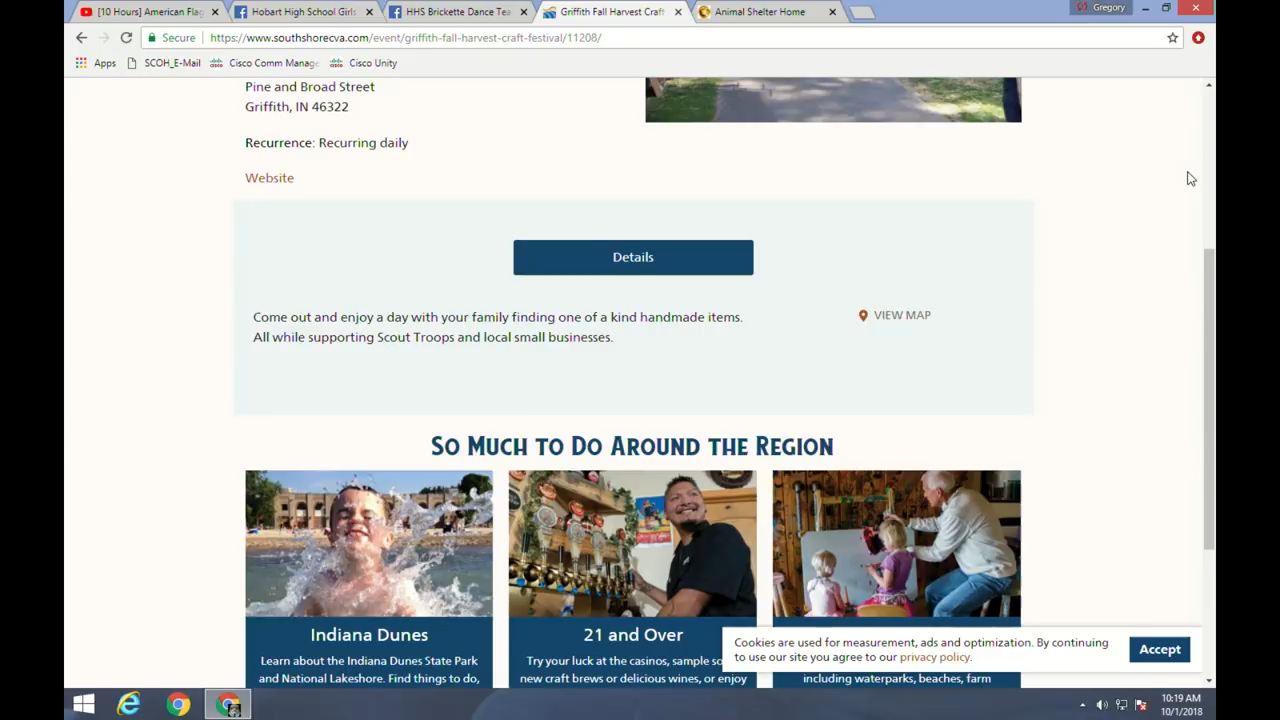 [10 Hours] American Flag
Hobart High School Girls
HHS Brickette Dance Tea
Griffith Fall Harvest Craft
Animal Shelter Home
Gregory
Secure
https://www.southshorecva.com/event/griffith-fall-harvest-craft-festival/11208/
Apps
SCOH_E-Mail
Cisco Comm Manage
Cisco Unity
Pine and Broad Street
Griffith, IN 46322
Recurrence: Recurring daily
Website
Details
Come out and enjoy a day with your family finding one of a kind handmade items.
All while supporting Scout Troops and local small businesses.
VIEW MAP
So Much to Do Around the Region
Indiana Dunes
Learn about the Indiana Dunes State Park
and National Lakeshore. Find things to do,
21 and Over
Try your luck at the casinos, sample so
new craft brews or delicious wines, or enjoy
including waterparks, beaches, farm
Cookies are used for measurement, ads and optimization. By continuing
to use our site you agree to our privacy policy.
Accept
10:19 AM
10/1/2018